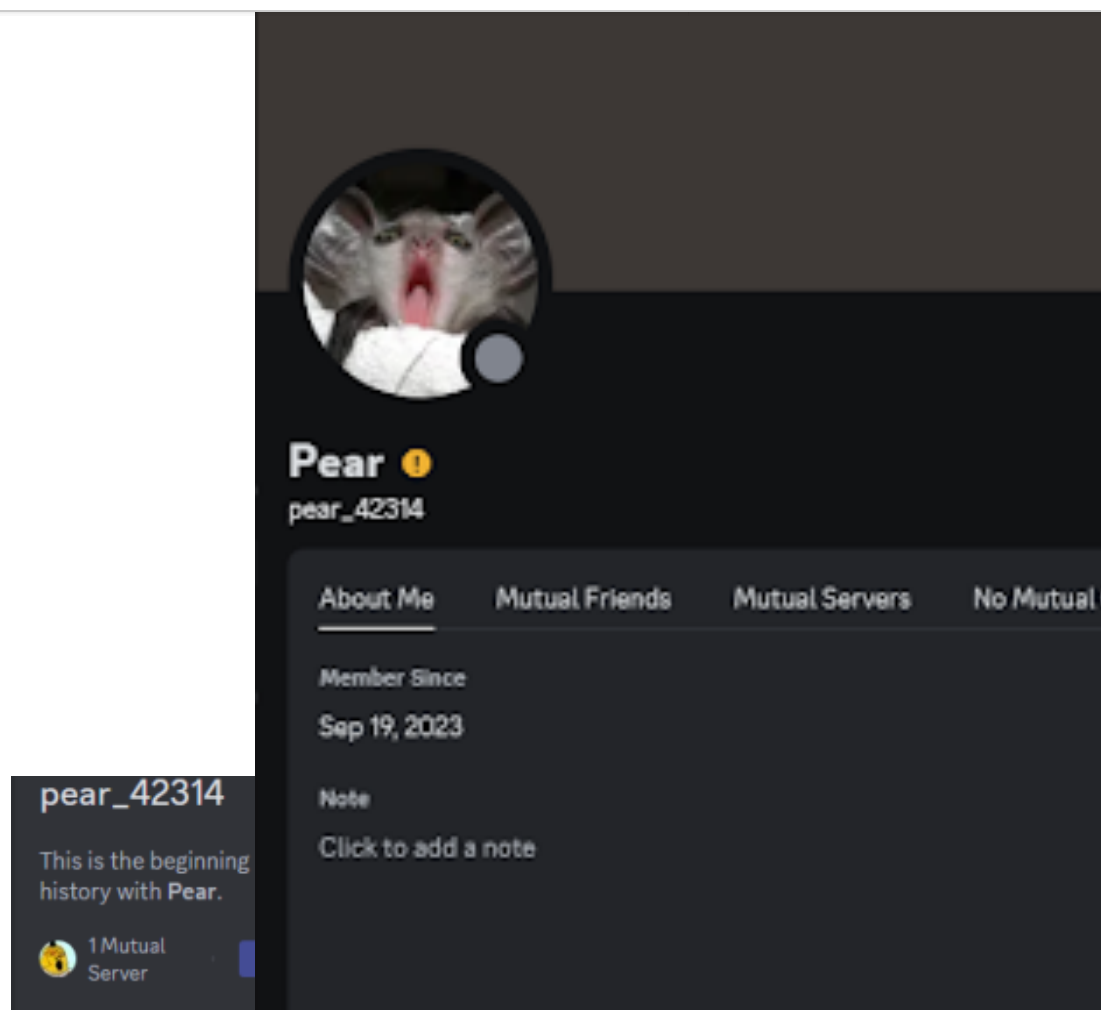 Pear
pear_42314
About Me Mutual Friends Mutual Servers No Mutual
Member Since
Sep 19, 2023
Note
Click to add a note
pear_42314
This is the beginning
history with Pear.
1 Mutual
Server